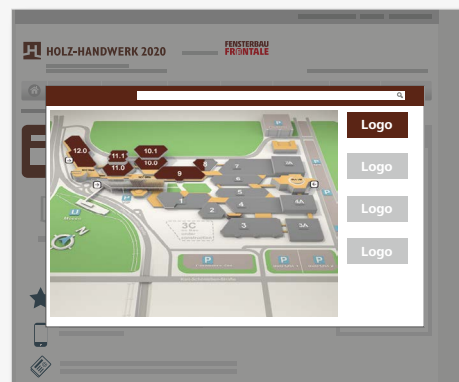 HOLZ-HANDWERK 2020
FENSTERBAU
FRONTALE
Logo
Logo
Logo
Logo
12.0
11.1
10.1
11.0
10.0
9
8
7
5
4
1
2
3
3A
4A
3C
P
P
P
P
N